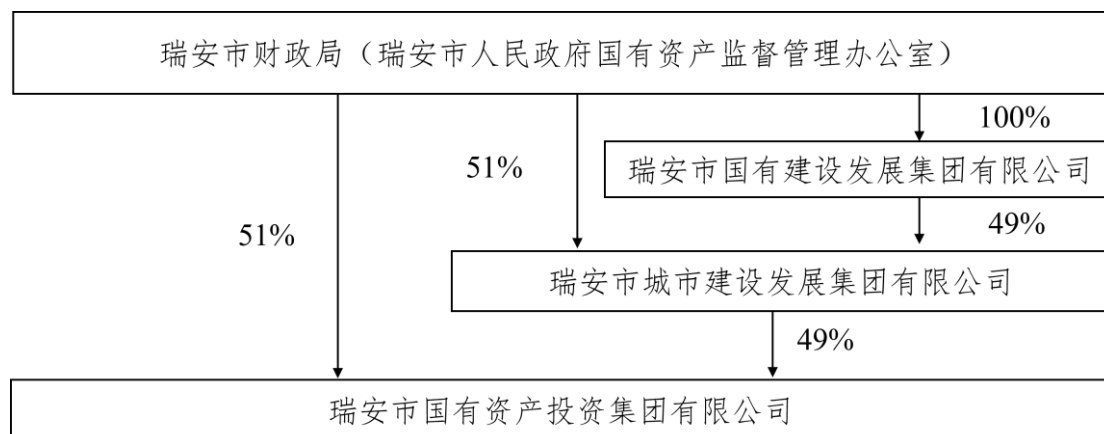 瑞安市财政局（瑞安市人民政府国有资产监督管理办公室）
100%
51%
瑞安市国有建设发展集团有限公司
51%
49%
瑞安市城市建设发展集团有限公司
49%
瑞安市国有资产投资集团有限公司